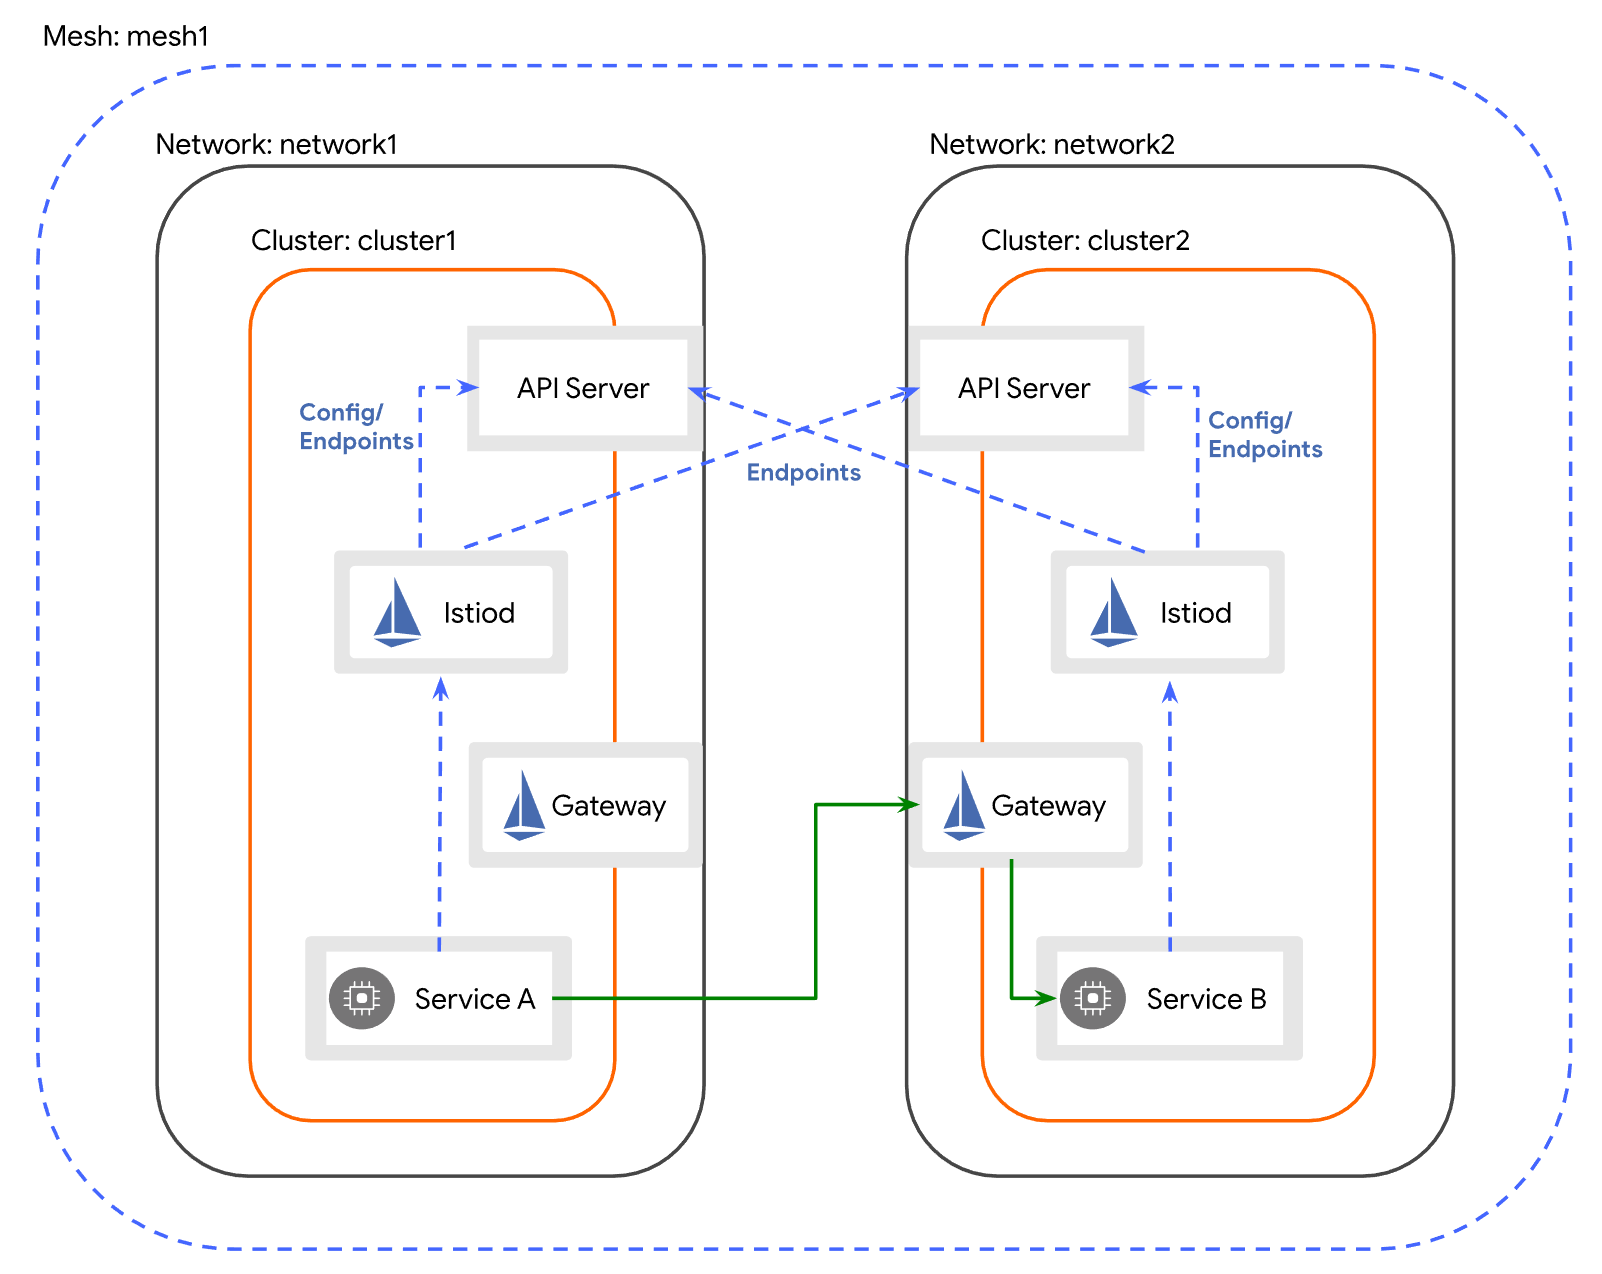 Mesh: mesh1
Network: network1
Network: network2
Cluster: cluster1
Cluster: cluster2
API Server
API Server
Config/
Endpoints
Config/
Endpoints
Endpoints
Istiod
Istiod
Gateway
Gateway
Service A
Service B